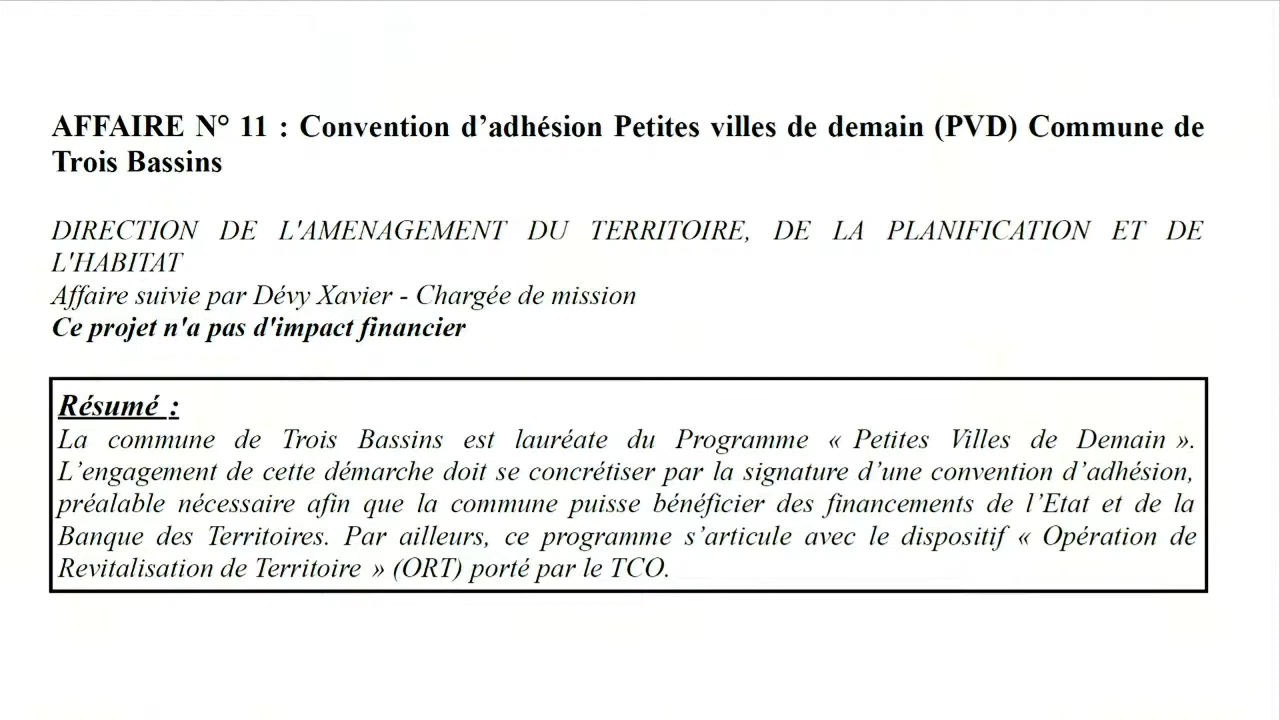 AFFAIRE N° 11 : Convention d’adhésion Petites villes de demain (PVD) Commune de
Trois Bassins
DIRECTION DE L'AMENAGEMENT DU TERRITOIRE, DE LA PLANIFICATION ET DE
L'HABITAT
Affaire suivie par Dévy Xavier - Chargée de mission
Ce projet n'a pas d'impact financier
Résumé :
La commune de Trois Bassins est lauréate du Programme « Petites Villes de Demain ».
L’engagement de cette démarche doit se concrétiser par la signature d’une convention d’adhésion,
préalable nécessaire afin que la commune puisse bénéficier des financements de l’Etat et de la
Banque des Territoires. Par ailleurs, ce programme s’articule avec le dispositif « Opération de
Revitalisation de Territoire » (ORT) porté par le TCO.